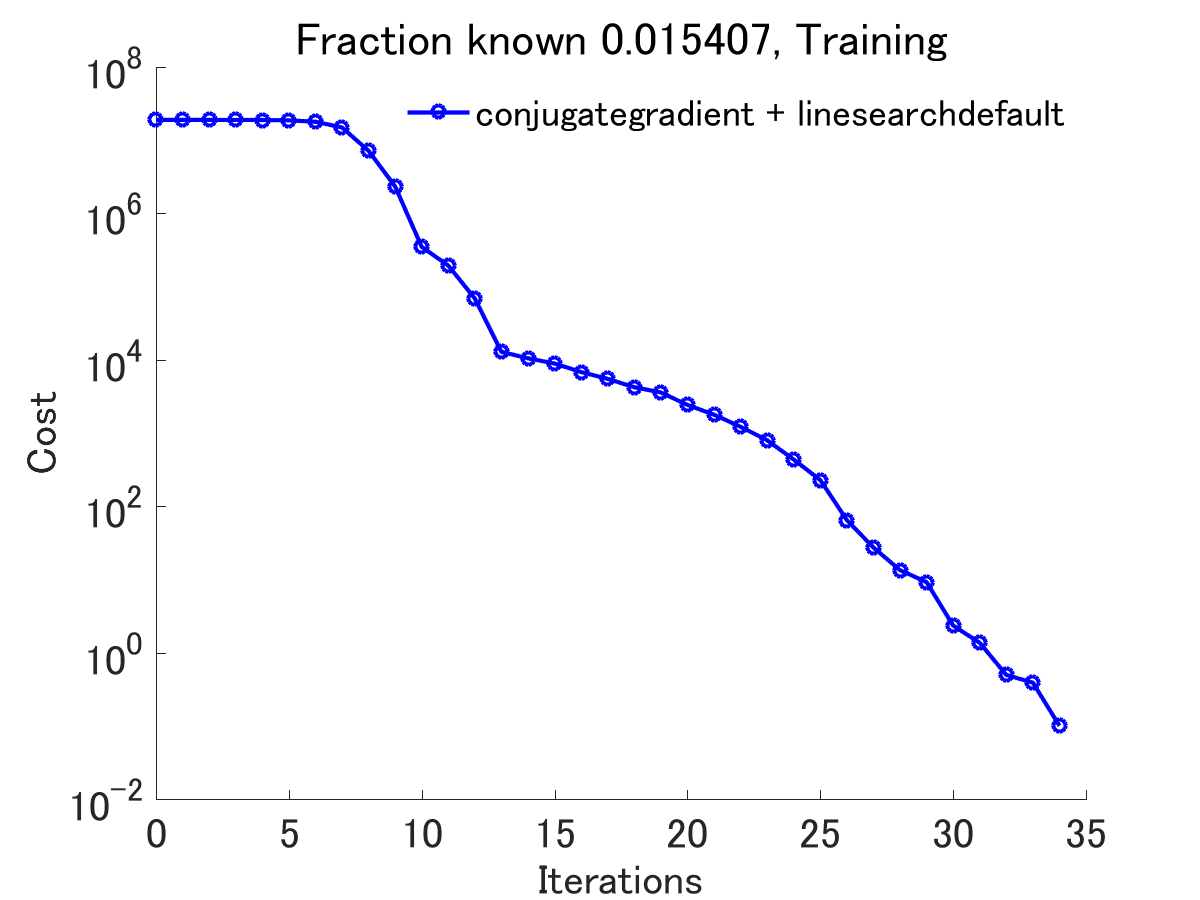 Fraction known 0.015407, Training
conjugategradient + linesearchdefault
10^8
10^6
10^4
10^2
10^0
10^-2
Cost
0 5 10 15 20 25 30 35
Iterations